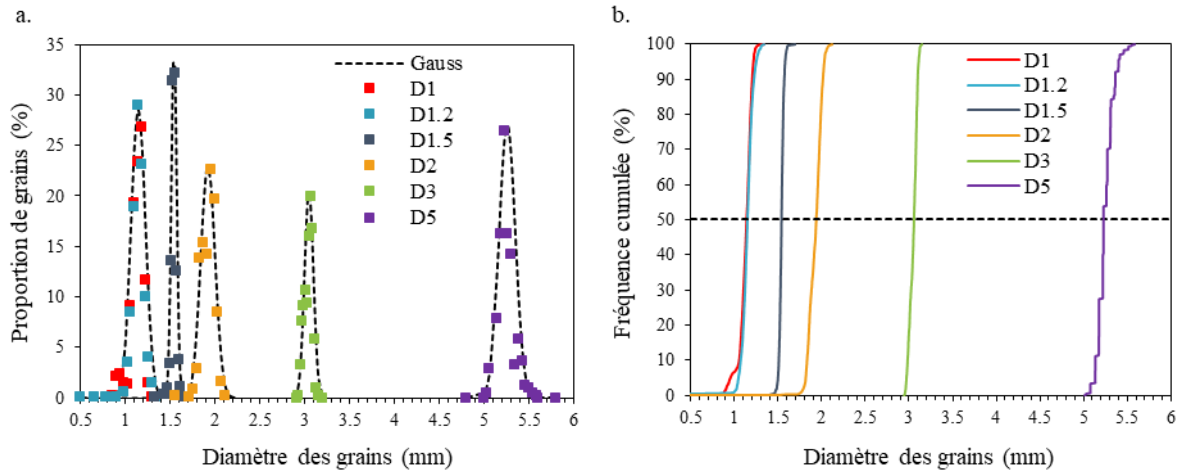 a.
35
30
25
20
15
10
5
0
Proportion de grains (%)
0.5 1 1.5 2 2.5 3 3.5 4 4.5 5 5.5 6
Diamètre des grains (mm)
Gauss
D1
D1.2
D1.5
D2
D3
D5
b.
100
90
80
70
60
50
40
30
20
10
0
Fréquence cumulée (%)
0.5 1 1.5 2 2.5 3 3.5 4 4.5 5 5.5 6
Diamètre des grains (mm)
D1
D1.2
D1.5
D2
D3
D5